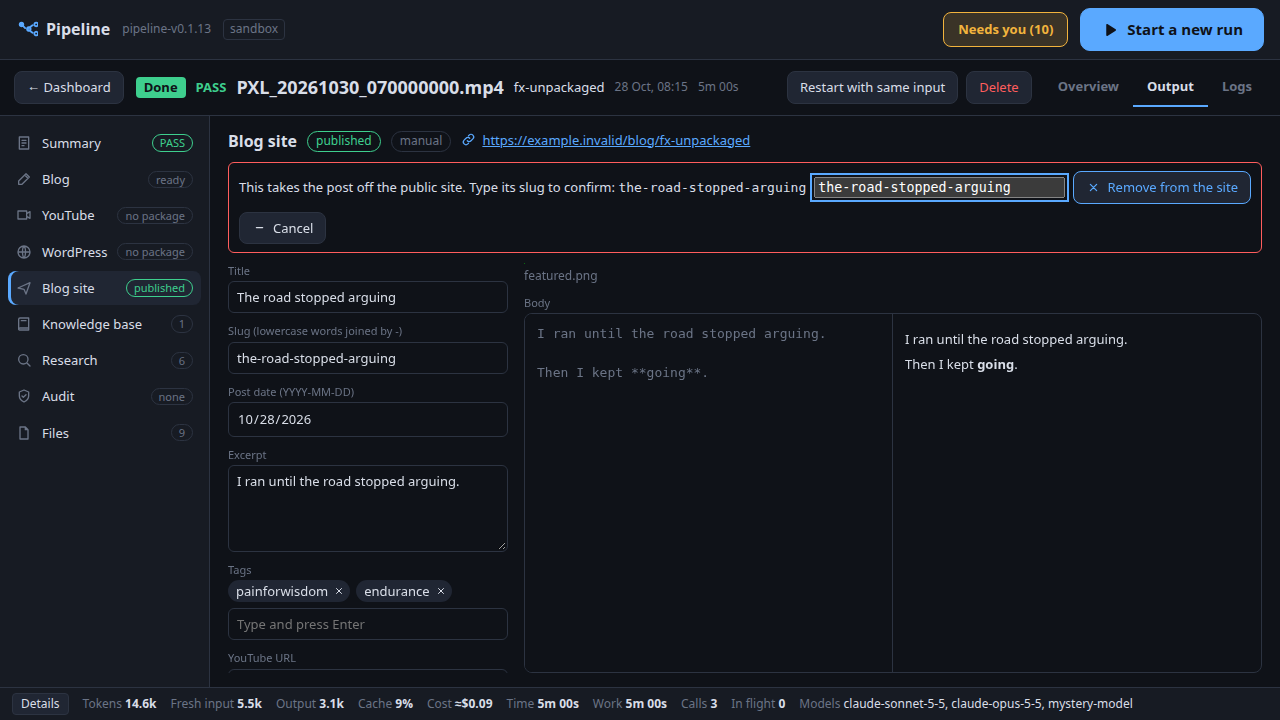 Pipeline pipeline-v0.1.13 sandbox Needs you (10) Start a new run
← Dashboard Done PASS PXL_20261030_070000000.mp4 fx-unpackaged 28 Oct, 08:15 5m 00s Restart with same input Delete Overview Output Logs
Summary PASS
Blog ready
YouTube no package
WordPress no package
Blog site published
Knowledge base 1
Research 6
Audit none
Files 9
Blog site published manual https://example.invalid/blog/fx-unpackaged
This takes the post off the public site. Type its slug to confirm: the-road-stopped-arguing the-road-stopped-arguing × Remove from the site
− Cancel
Title
The road stopped arguing
Slug (lowercase words joined by -)
the-road-stopped-arguing
Post date (YYYY-MM-DD)
10/28/2026
Excerpt
I ran until the road stopped arguing.
Tags
painforwisdom × endurance ×
Type and press Enter
YouTube URL
featured.png
Body
I ran until the road stopped arguing.
Then I kept **going**.
I ran until the road stopped arguing.
Then I kept going.
Details Tokens 14.6k Fresh input 5.5k Output 3.1k Cache 9% Cost ≈$0.09 Time 5m 00s Work 5m 00s Calls 3 In flight 0 Models claude-sonnet-5-5, claude-opus-5-5, mystery-model